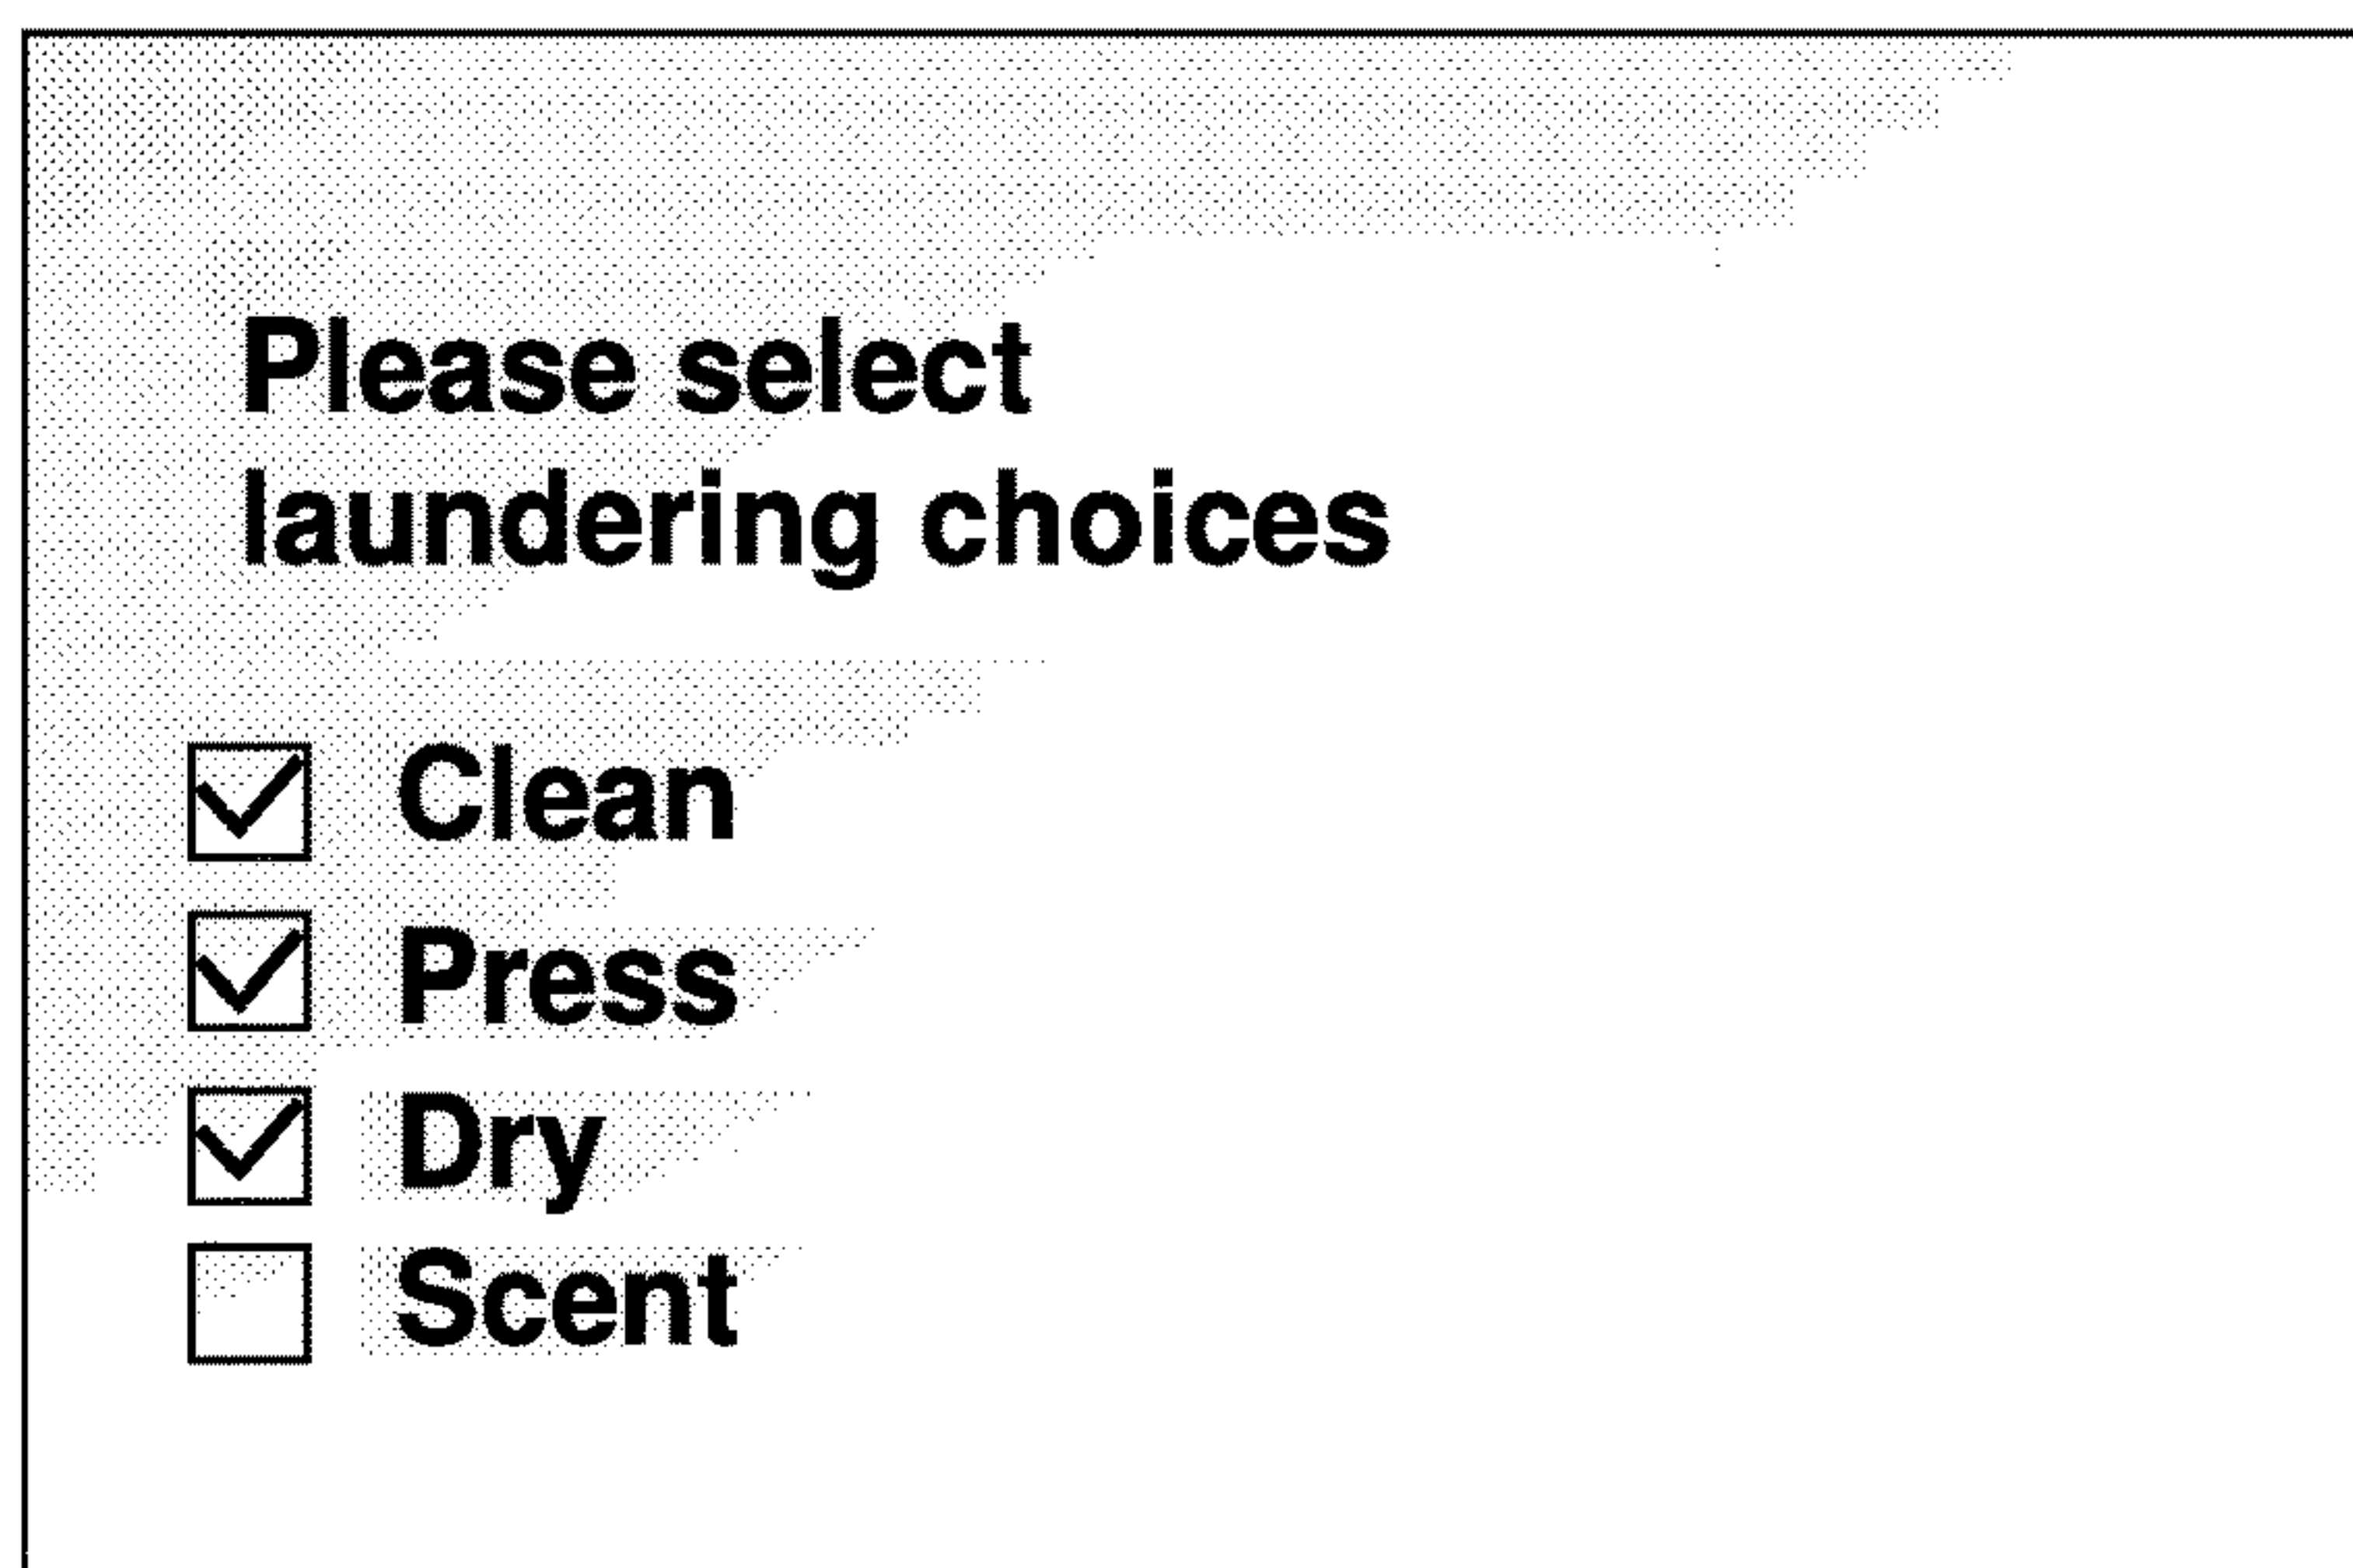 Please select
laundering choices
Clean
Press
Dry
Scent